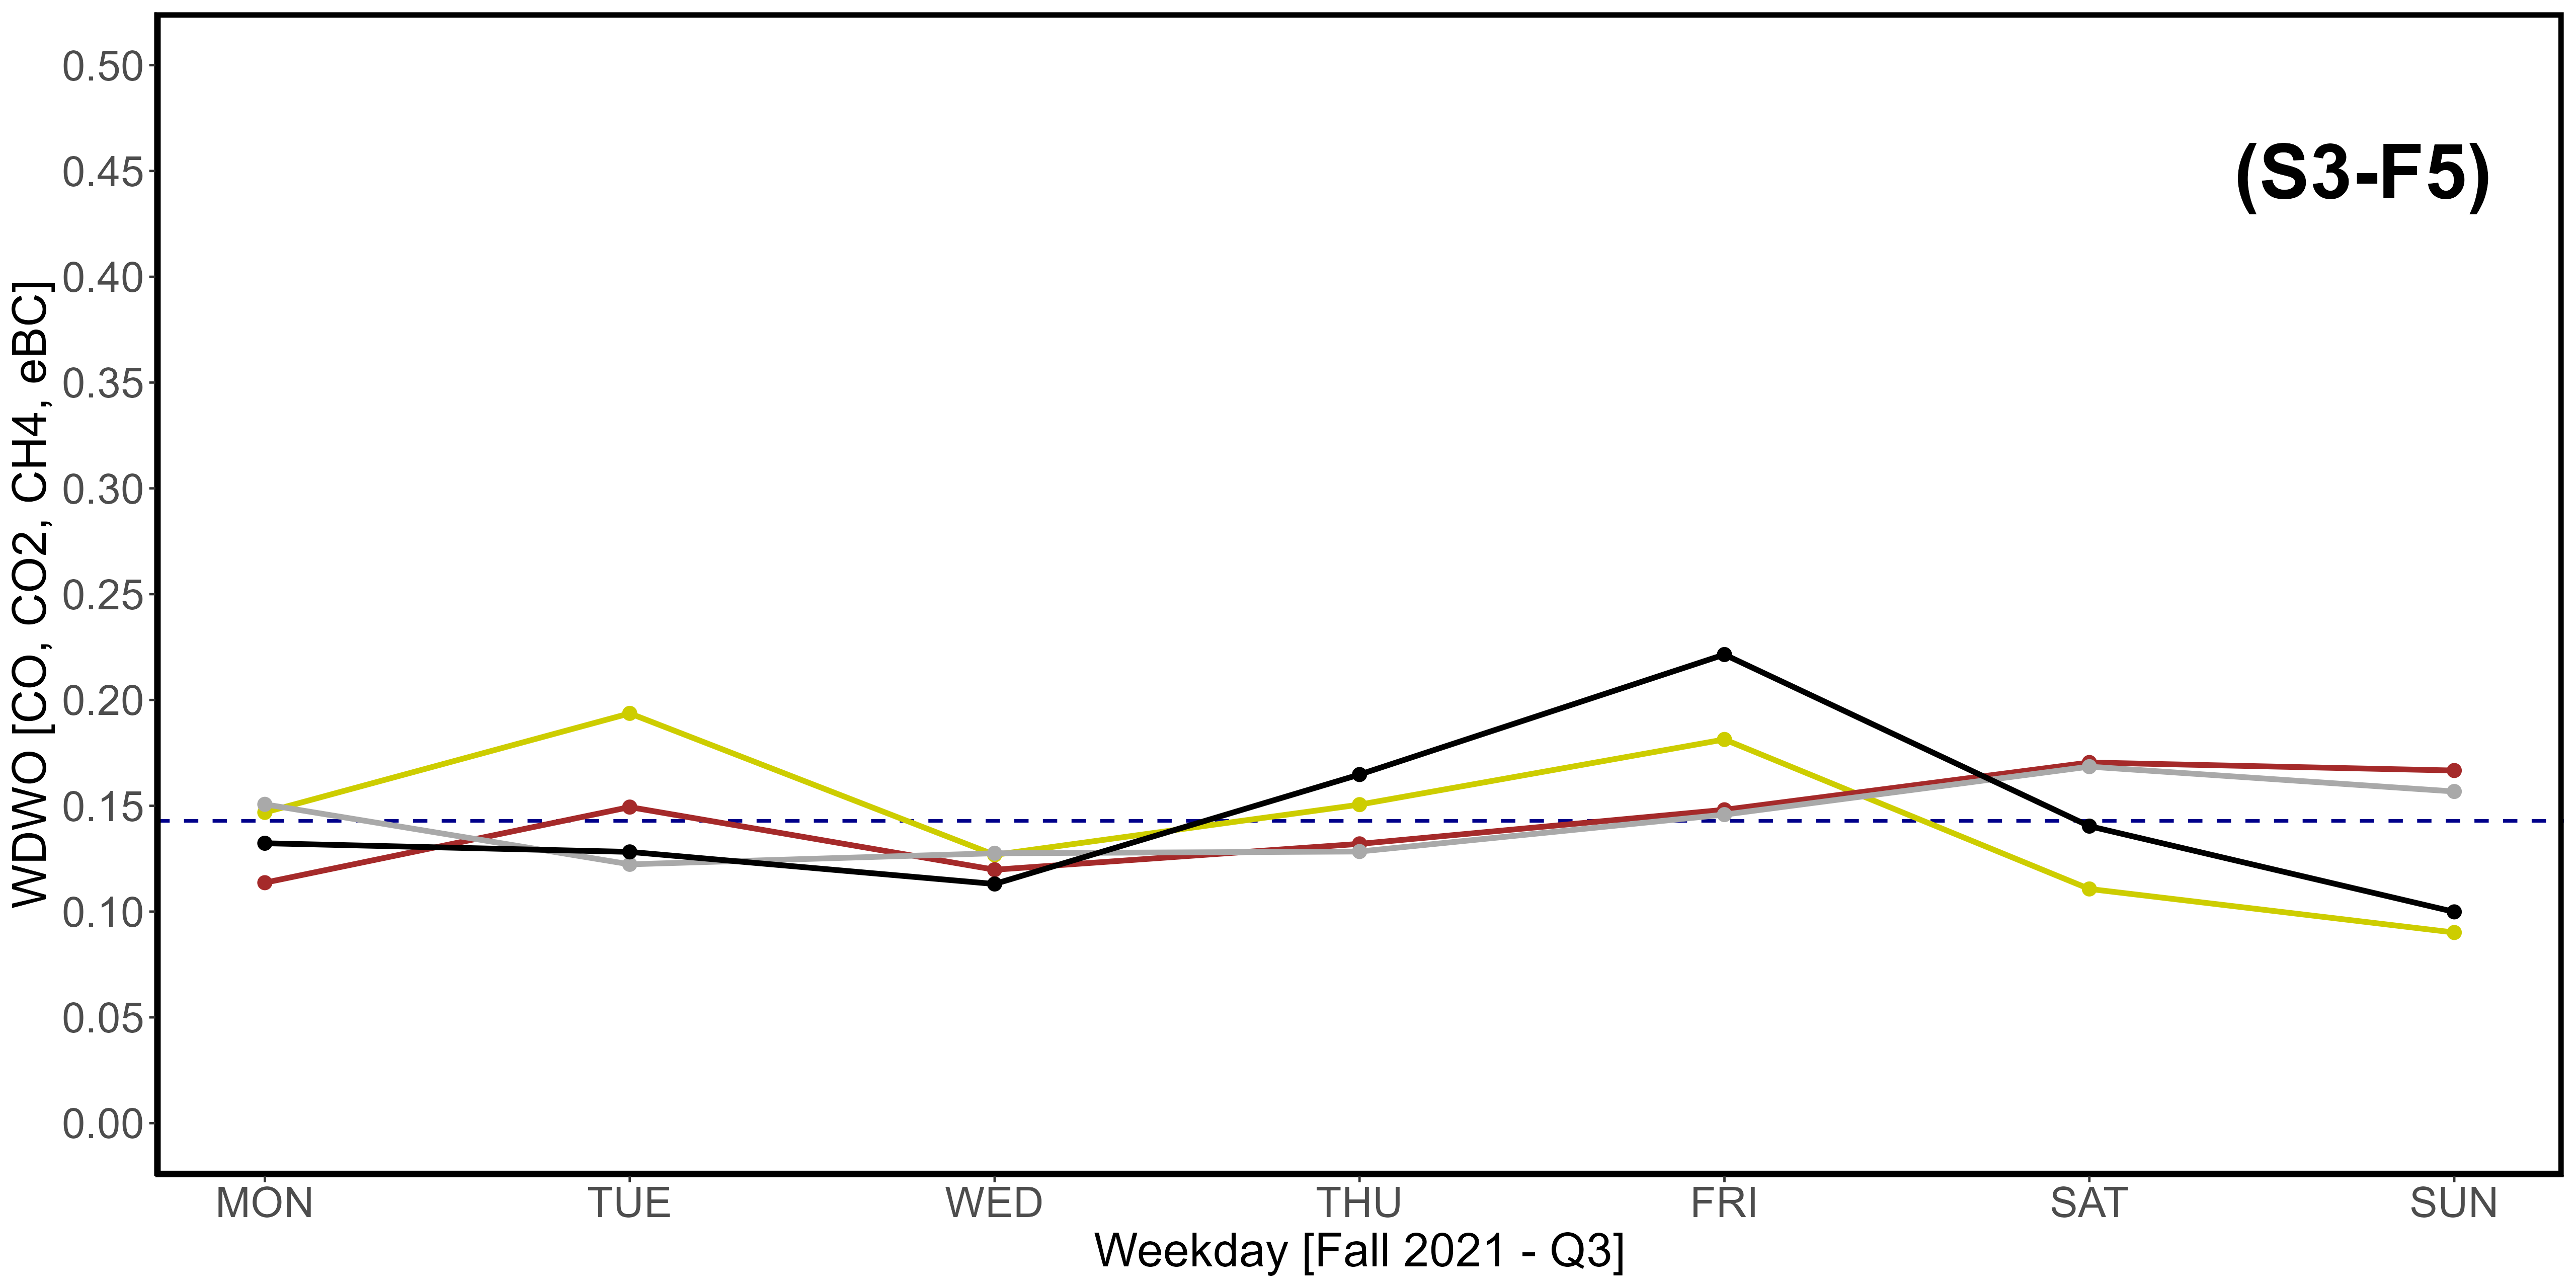 (S3-F5)
WDWO [CO, CO2, CH4, eBC]
0.50
0.45
0.40
0.35
0.30
0.25
0.20
0.15
0.10
0.05
0.00
MON TUE WED THU FRI SAT SUN
Weekday [Fall 2021 - Q3]